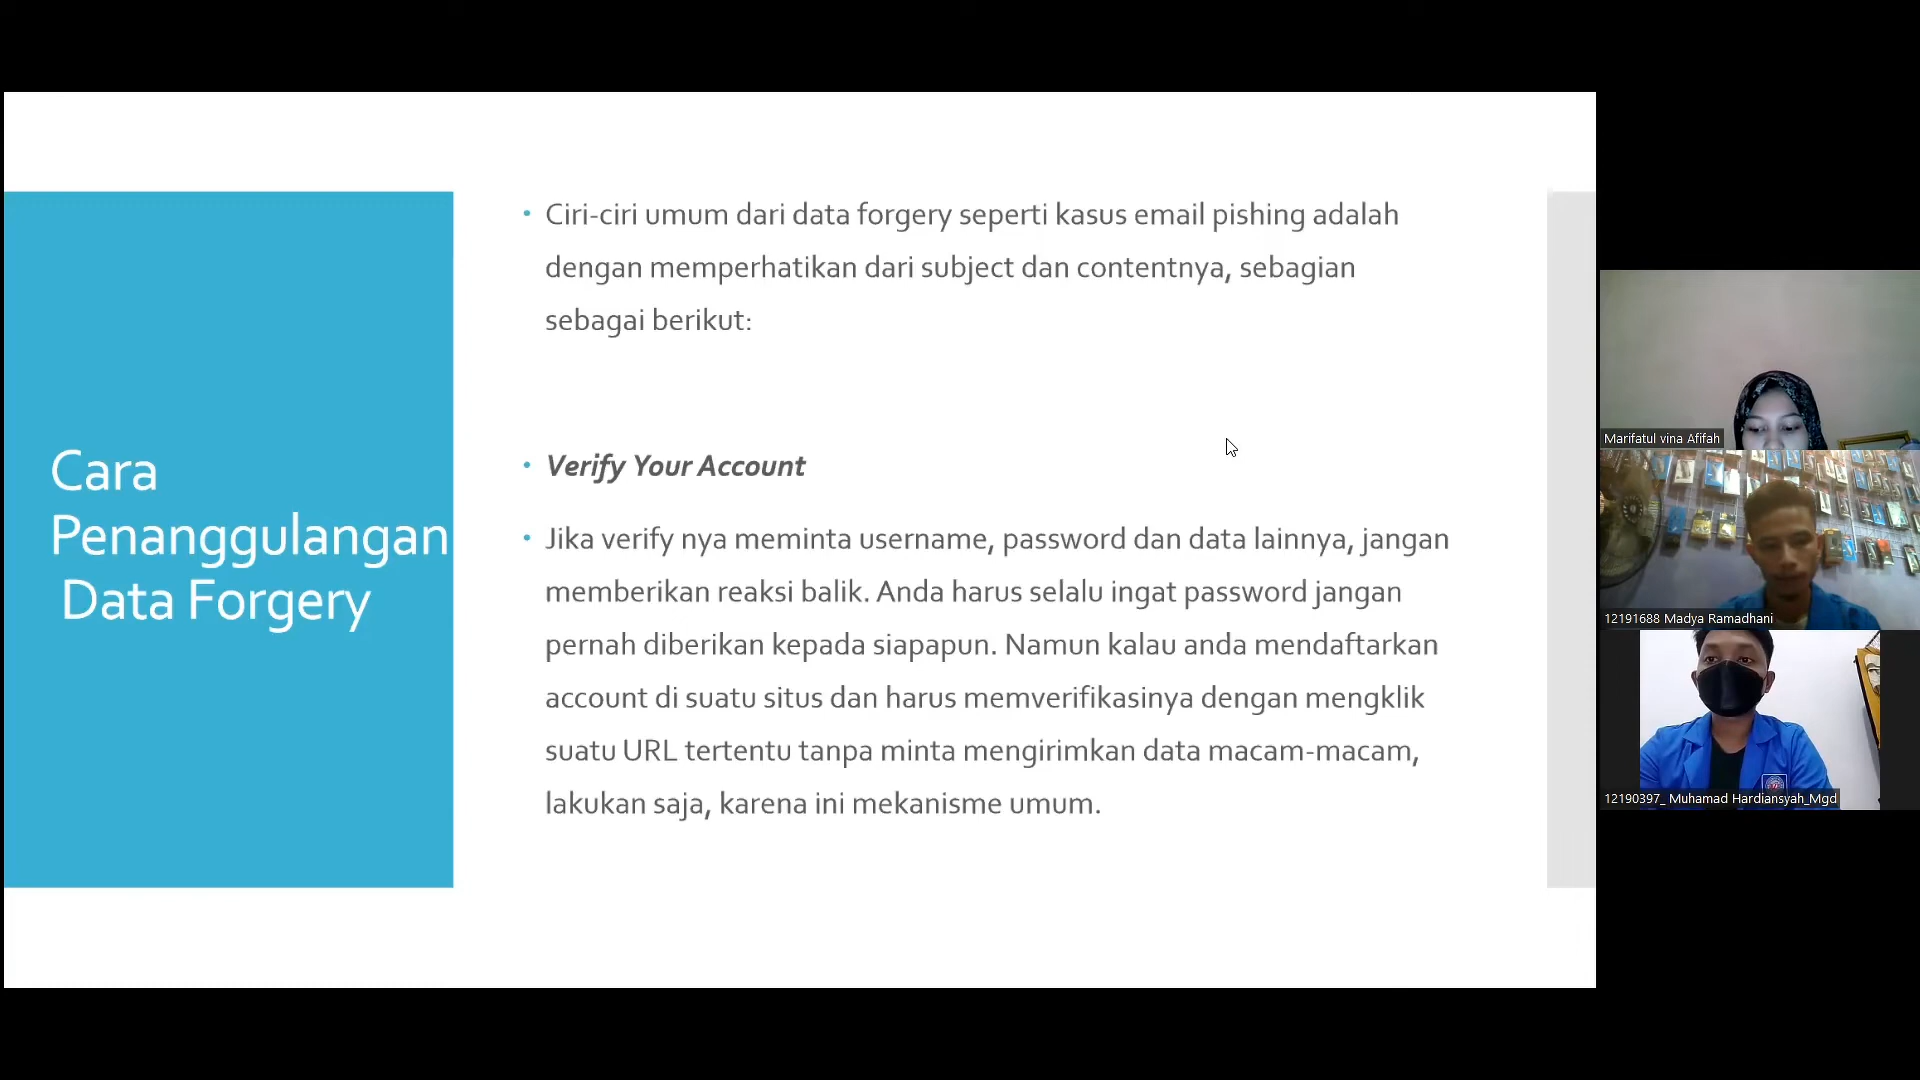 Cara
Penanggulangan
Data Forgery
Ciri-ciri umum dari data forgery seperti kasus email pishing adalah
dengan memperhatikan dari subject dan contentnya, sebagian
sebagai berikut:
Verify Your Account
Jika verify nya meminta username, password dan data lainnya, jangan
memberikan reaksi balik. Anda harus selalu ingat password jangan
pernah diberikan kepada siapapun. Namun kalau anda mendaftarkan
account di suatu situs dan harus memverifikasinya dengan mengklik
suatu URL tertentu tanpa minta mengirimkan data macam-macam,
lakukan saja, karena ini mekanisme umum.
Marifatul vina Afifah
12191688 Madya Ramadhani
12190397_ Muhamad Hardiansyah_Mgd